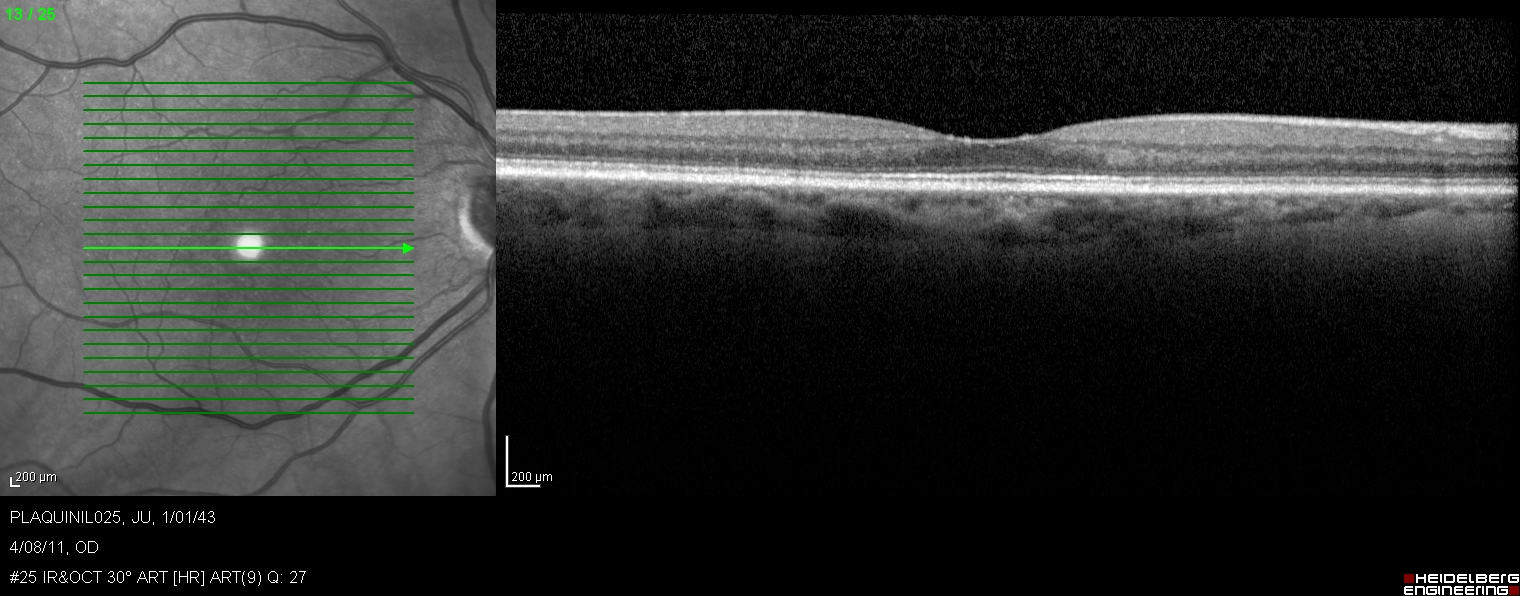 13 / 25
200 µm
200 µm
PLAQUINIL025, JU, 1/01/43
4/08/11, OD
#25 IR&OCT 30° ART [HR] ART(9) Q: 27
HEIDELBERG
ENGINEERING